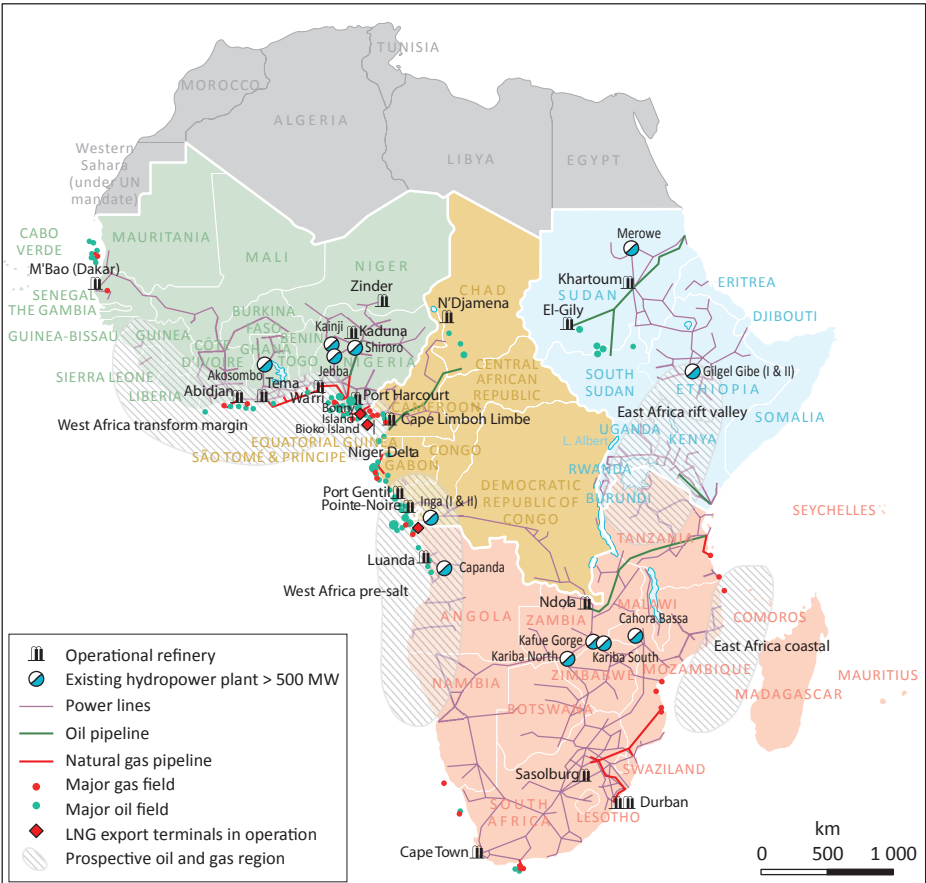 TUNISIA
MOROCCO
ALGERIA
LIBYA
EGYPT
Western
Sahara
(under UN
mandate)
CABO
VERDE
MAURITANIA
MALI
NIGER
CHAD
SUDAN
ERITREA
DJIBOUTI
Merowe
Khartoum
El-Gily
M'Bao (Dakar)
SENEGAL
THE GAMBIA
GUINEA-BISSAU
GUINEA
SIERRA LEONE
LIBERIA
CÔTE
D'IVOIRE
BURKINA
FASO
GHANA
TOGO
BENIN
NIGERIA
Zinder
N'Djamena
Kainji
Kaduna
Shiroro
Jebba
Akosombo
Tema
Abidjan
Warri
Port Harcourt
Bonny
Island
Bioko Island
CAMEROON
Cape Limboh Limbe
CENTRAL
AFRICAN
REPUBLIC
SOUTH
SUDAN
Gilgel Gibe (I & II)
ETHIOPIA
SOMALIA
East Africa rift valley
UGANDA
L. Albert
KENYA
RWANDA
BURUNDI
West Africa transform margin
EQUATORIAL GUINEA
SÃO TOMÉ & PRÍNCIPE
Niger Delta
GABON
CONGO
DEMOCRATIC
REPUBLIC OF
CONGO
Port Gentil
Pointe-Noire
Inga (I & II)
SEYCHELLES
TANZANIA
Luanda
Capanda
West Africa pre-salt
ANGOLA
Ndola
ZAMBIA
MALAWI
Cahora Bassa
COMOROS
Kafue Gorge
Kariba North
Kariba South
East Africa coastal
ZIMBABWE
MOZAMBIQUE
MADAGASCAR
MAURITIUS
NAMIBIA
BOTSWANA
Sasolburg
SWAZILAND
SOUTH
AFRICA
LESOTHO
Durban
Cape Town
Operational refinery
Existing hydropower plant > 500 MW
Power lines
Oil pipeline
Natural gas pipeline
Major gas field
Major oil field
LNG export terminals in operation
Prospective oil and gas region
km
0 500 1 000